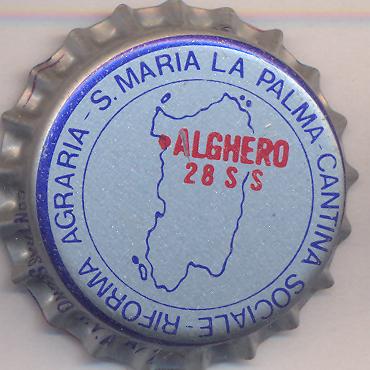 RIFORMA AGRARIA - S. MARIA LA PALMA - CANTINA SOCIALE -
ALGHERO
28 S S